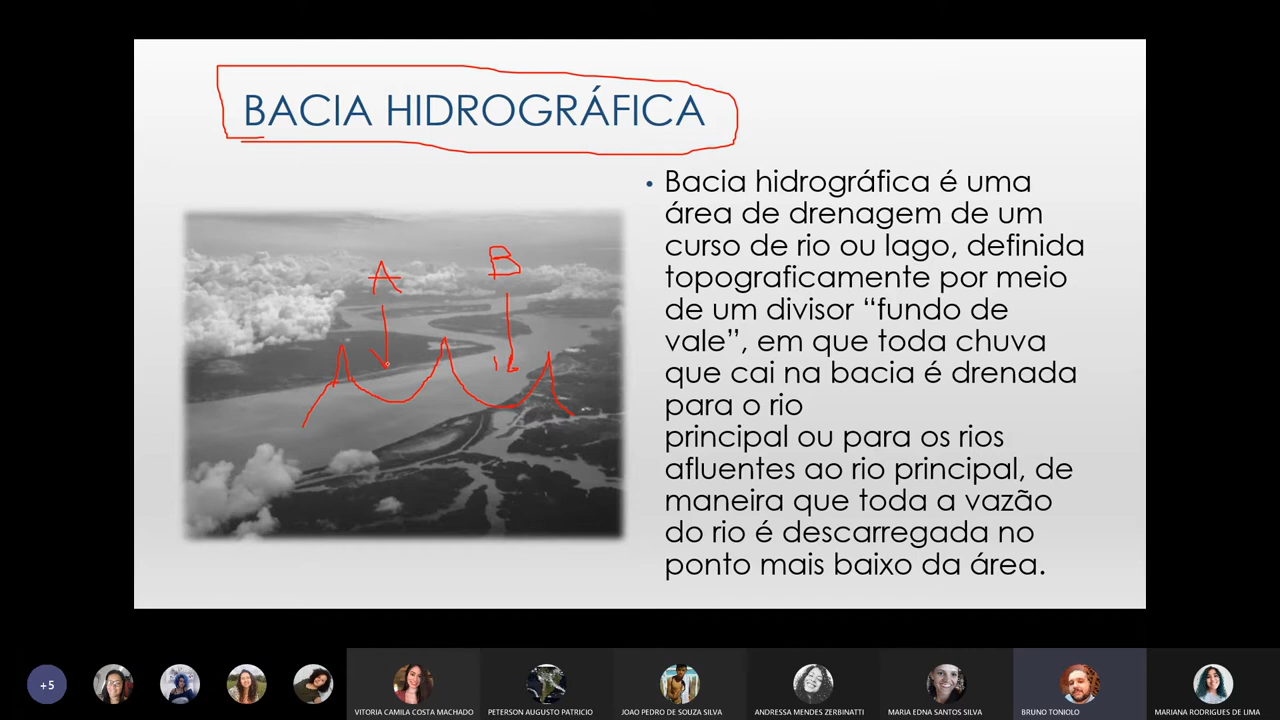 BACIA HIDROGRÁFICA
A
B
• Bacia hidrográfica é uma
área de drenagem de um
curso de rio ou lago, definida
topograficamente por meio
de um divisor “fundo de
vale”, em que toda chuva
que cai na bacia é drenada
para o rio
principal ou para os rios
afluentes ao rio principal, de
maneira que toda a vazão
do rio é descarregada no
ponto mais baixo da área.
+5
VITORIA CAMILA COSTA MACHADO
PETERSON AUGUSTO PATRICIO
JOAO PEDRO DE SOUZA SILVA
ANDRESSA MENDES ZERBINATTI
MARIA EDNA SANTOS SILVA
BRUNO TONIOLO
MARIANA RODRIGUES DE LIMA